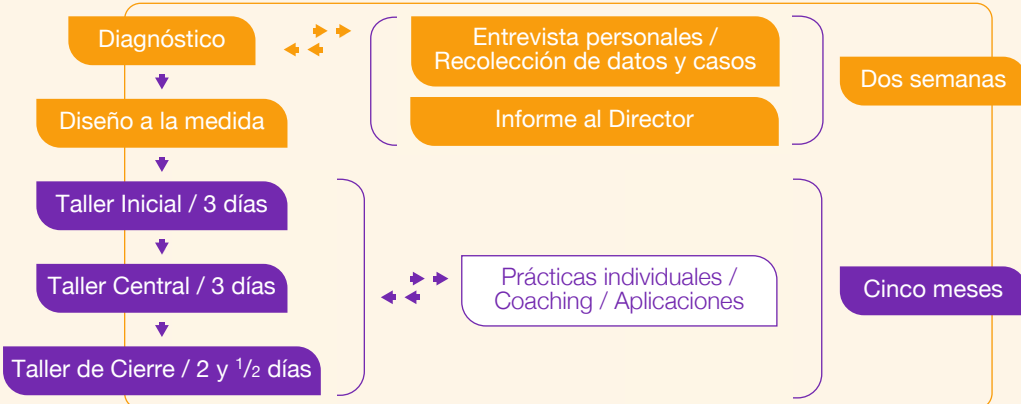 Diagnóstico
Entrevista personales /
Recolección de datos y casos
Dos semanas
Diseño a la medida
Informe al Director
Taller Inicial / 3 días
Taller Central / 3 días
Prácticas individuales /
Coaching / Aplicaciones
Cinco meses
Taller de Cierre / 2 y 1/2 días